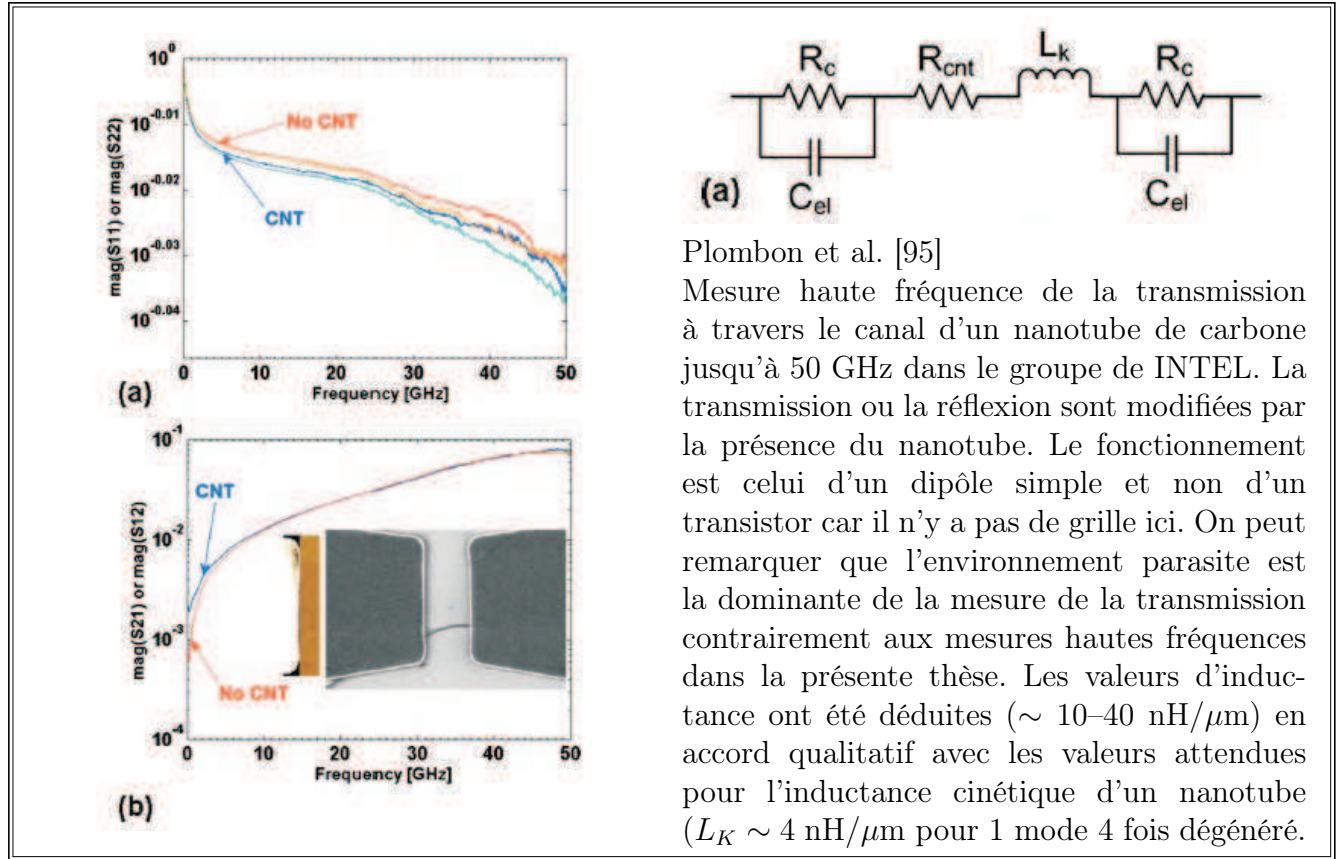 10^0
10^-0.01
10^-0.02
10^-0.03
10^-0.04
mag(S11) or mag(S22)
No CNT
CNT
0 10 20 30 40 50
Frequency [GHz]
(a)
10^-1
10^-2
10^-3
10^-4
mag(S21) or mag(S12)
CNT
No CNT
0 10 20 30 40 50
Frequency [GHz]
(b)
R_c R_cnt L_k R_c
C_el C_el
(a)
Plombon et al. [95]
Mesure haute fréquence de la transmission
à travers le canal d'un nanotube de carbone
jusqu'à 50 GHz dans le groupe de INTEL. La
transmission ou la réflexion sont modifiées par
la présence du nanotube. Le fonctionnement
est celui d'un dipôle simple et non d'un
transistor car il n'y a pas de grille ici. On peut
remarquer que l'environnement parasite est
la dominante de la mesure de la transmission
contrairement aux mesures hautes fréquences
dans la présente thèse. Les valeurs d'induc-
tance ont été déduites (∼ 10–40 nH/μm) en
accord qualitatif avec les valeurs attendues
pour l'inductance cinétique d'un nanotube
(L_K ∼ 4 nH/μm pour 1 mode 4 fois dégénéré.